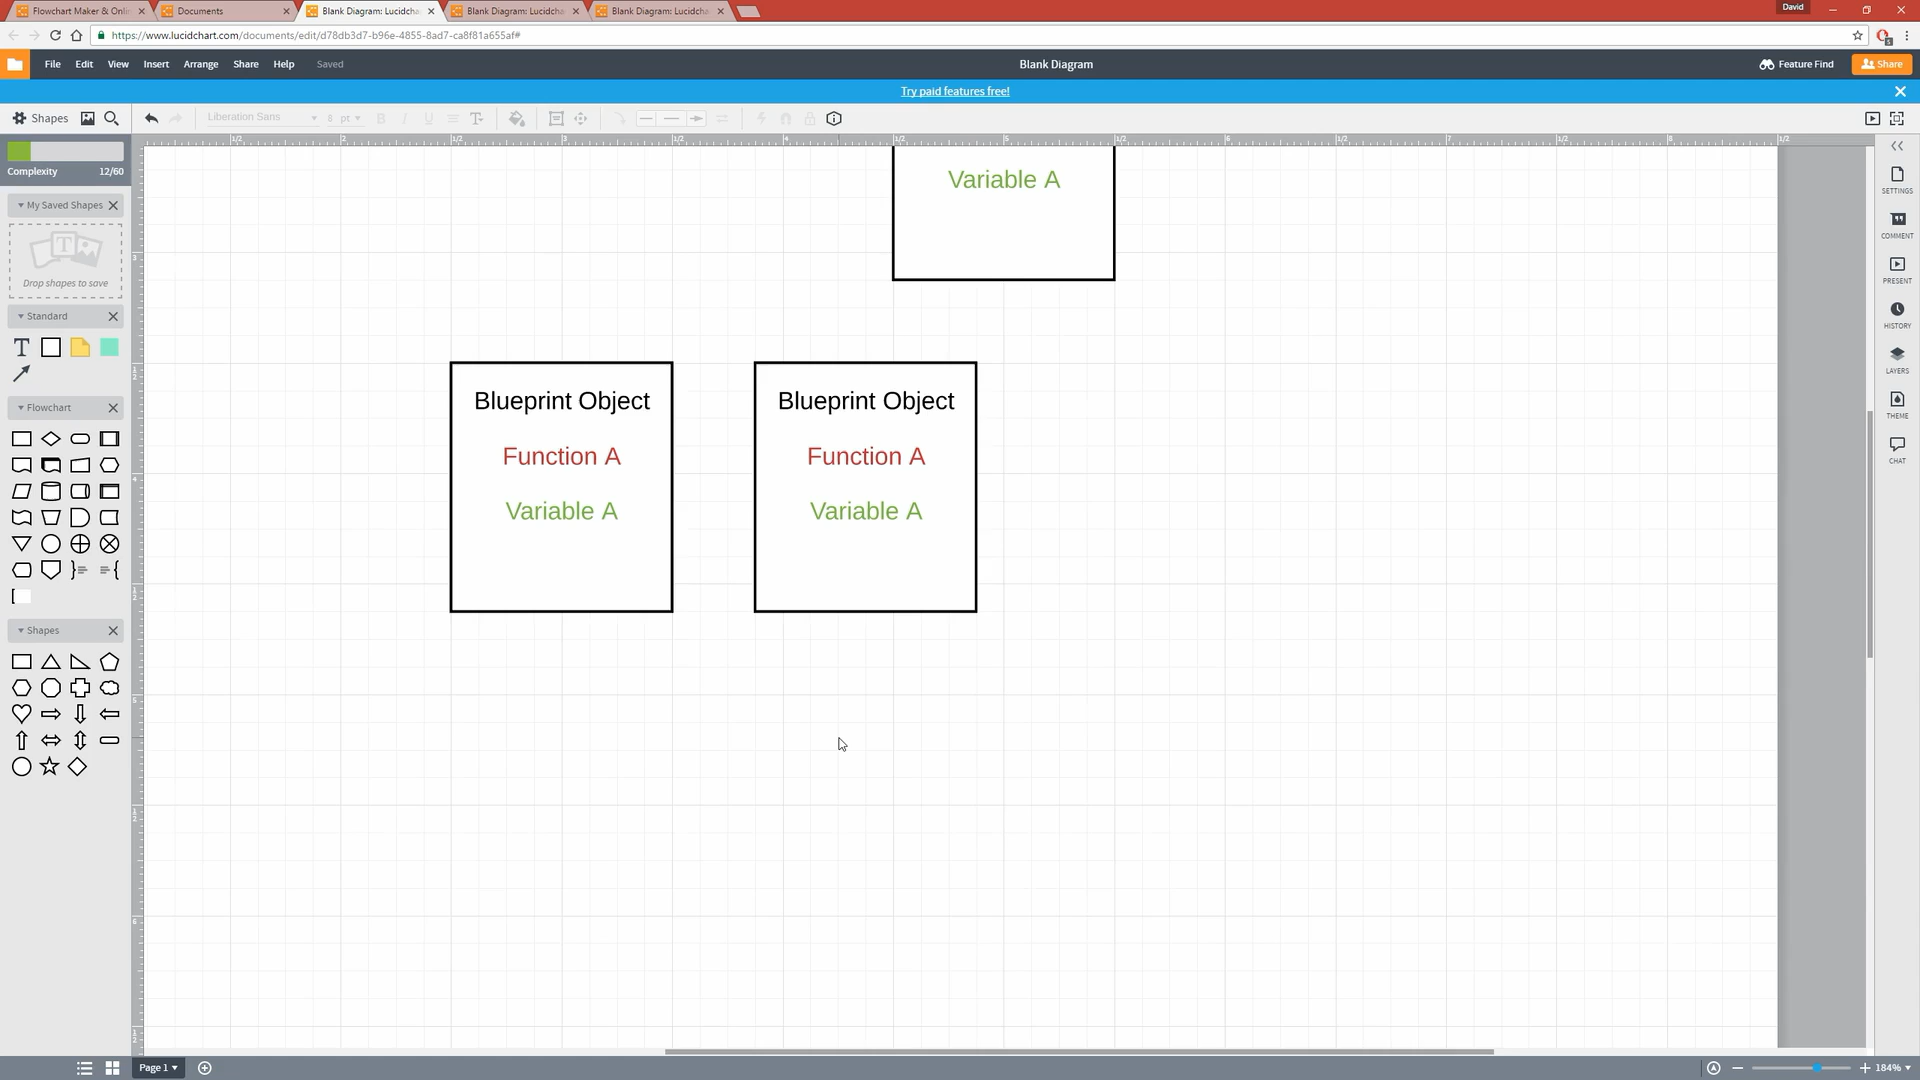 Flowchart Maker & Onli
Documents
Blank Diagram: Lucidcha
Blank Diagram: Lucidcha
Blank Diagram: Lucidcha
David
https://www.lucidchart.com/documents/edit/d78db3d7-b96e-4855-8ad7-ca8f81a655af#
File Edit View Insert Arrange Share Help Saved
Blank Diagram
Feature Find
Share
Try paid features free!
Shapes
Liberation Sans
8 pt
B I U T
Complexity 12/60
My Saved Shapes
Drop shapes to save
Standard
T
Flowchart
Shapes
Variable A
Blueprint Object
Function A
Variable A
Blueprint Object
Function A
Variable A
SETTINGS
COMMENT
PRESENT
HISTORY
LAYERS
THEME
CHAT
Page 1
184%